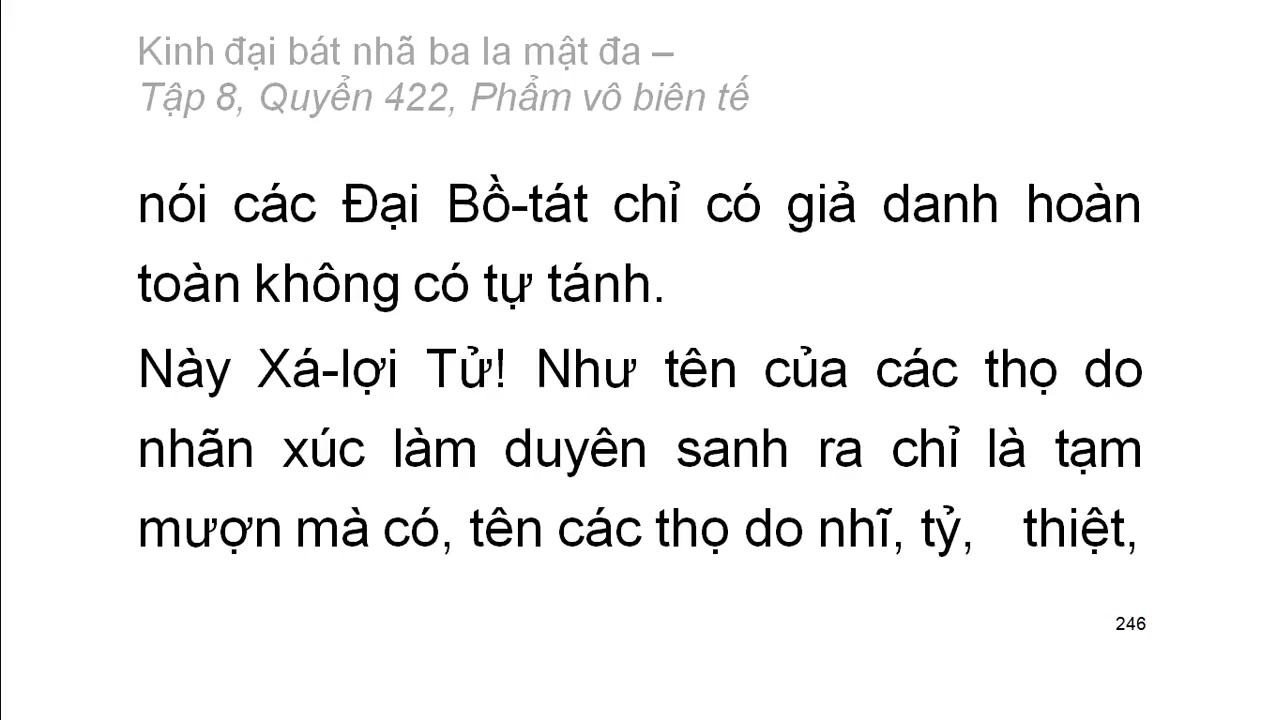 Kinh đại bát nhã ba la mật đa –
Tập 8, Quyển 422, Phẩm vô biên tế
nói các Đại Bồ-tát chỉ có giả danh hoàn
toàn không có tự tánh.
Này Xá-lợi Tử! Như tên của các thọ do
nhãn xúc làm duyên sanh ra chỉ là tạm
mượn mà có, tên các thọ do nhĩ, tỷ, thiệt,
246